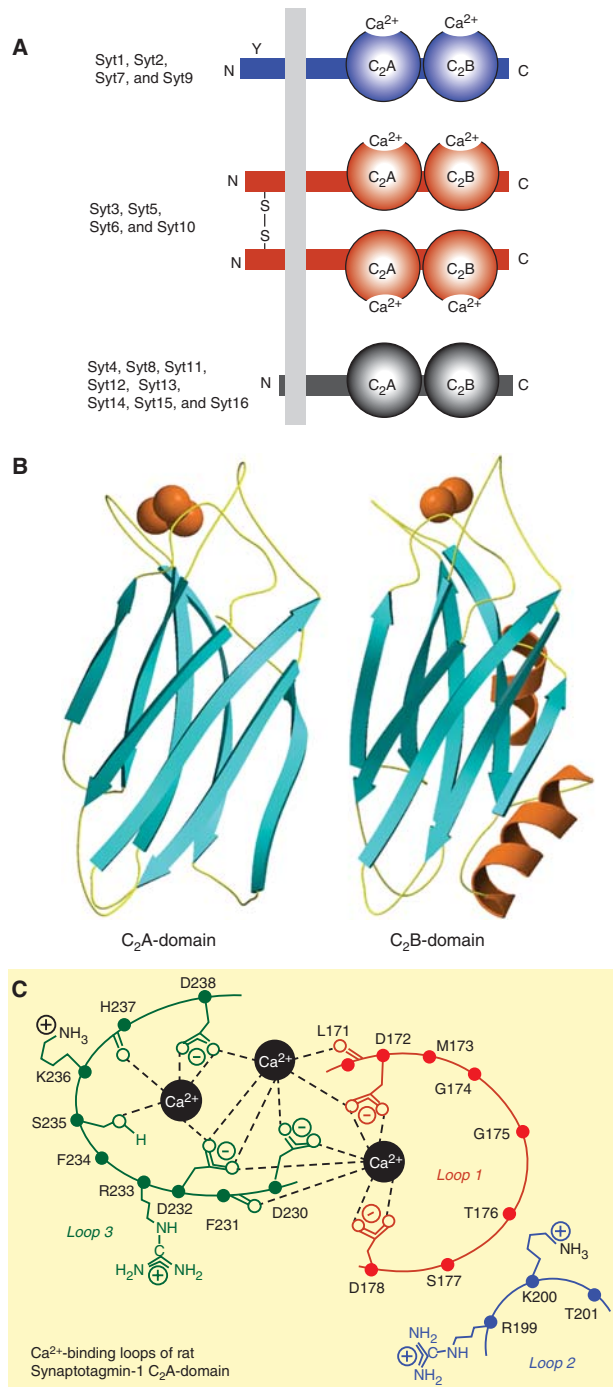 A
Syt1, Syt2,
Syt7, and Syt9
Y
N
Ca²⁺
Ca²⁺
C₂A
C₂B
C
Syt3, Syt5,
Syt6, and Syt10
N
Ca²⁺
Ca²⁺
C₂A
C₂B
C
S
S
N
C₂A
C₂B
C
Ca²⁺
Ca²⁺
Syt4, Syt8, Syt11,
Syt12, Syt13,
Syt14, Syt15, and Syt16
N
C₂A
C₂B
C
B
C₂A-domain
C₂B-domain
C
D238
H237
+
NH₃
K236
S235
H
F234
R233
D232
F231
D230
Loop 3
NH
C
H₂N
+
NH₂
-
-
-
Ca²⁺
Ca²⁺
Ca²⁺
L171
D172
M173
G174
G175
T176
S177
D178
-
-
Loop 1
+
NH₃
K200
T201
R199
NH₂
C
NH
+
NH₂
Loop 2
Ca²⁺-binding loops of rat
Synaptotagmin-1 C₂A-domain